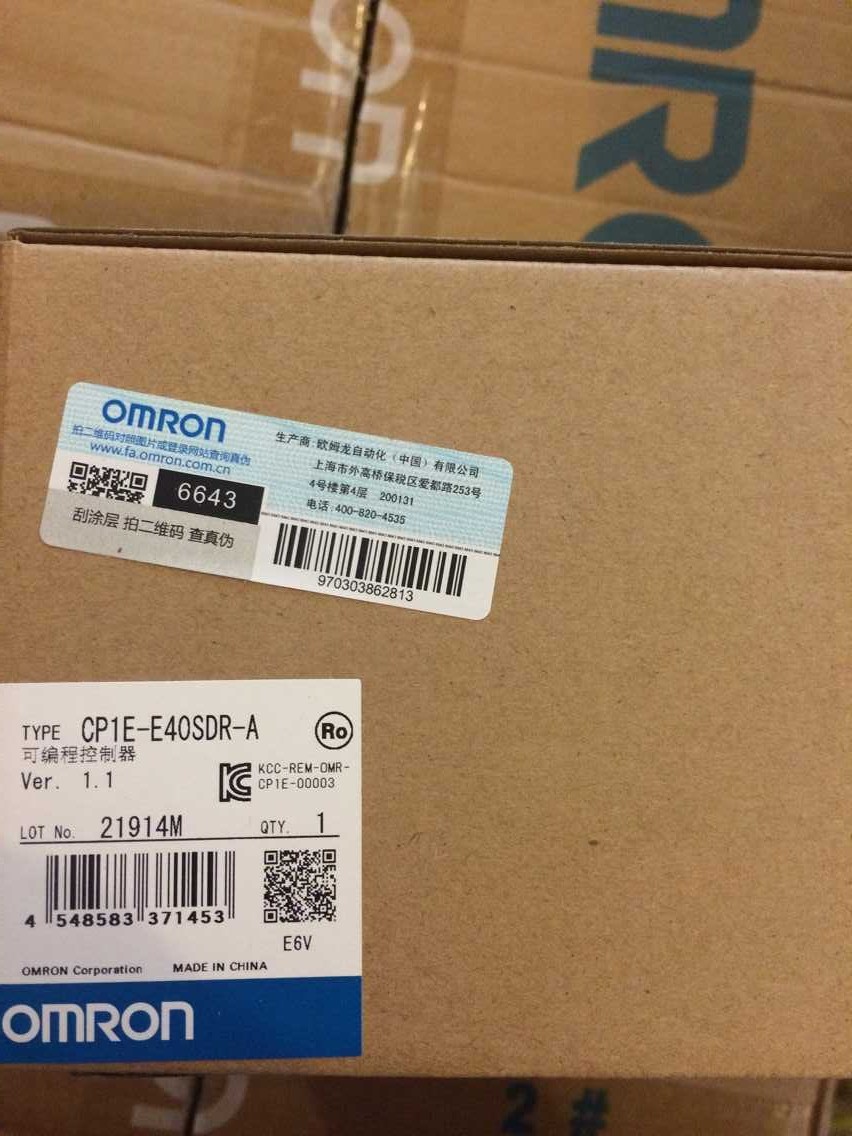 OMRON
拍二维码对照图片或登录网站查询真伪
www.fa.omron.com.cn
6643
刮涂层 拍二维码 查真伪
生产商:欧姆龙自动化(中国)有限公司
上海市外高桥保税区爱都路253号
4号楼第4层 200131
电话:400-820-4535
970303862813
TYPE CP1E-E40SDR-A
Ro
可编程控制器
Ver. 1.1
KCC-REM-OMR-
CP1E-00003
LOT No. 21914M QTY. 1
4 548583 371453
E6V
OMRON Corporation MADE IN CHINA
OMRON
2 #